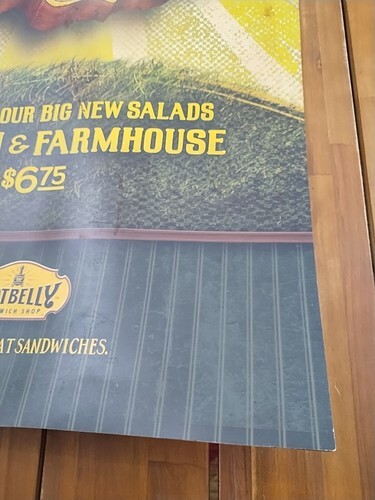 OUR BIG NEW SALADS
& FARMHOUSE
$6.75
TBELLY
WICH SHOP
AT SANDWICHES.